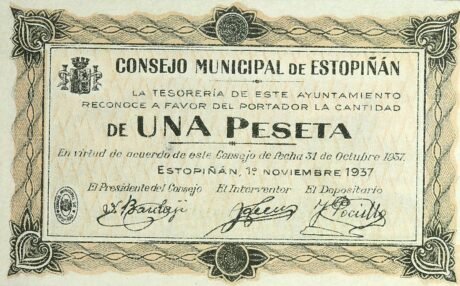 CONSEJO MUNICIPAL DE ESTOPIÑÁN
LA TESORERÍA DE ESTE AYUNTAMIENTO
RECONOCE A FAVOR DEL PORTADOR LA CANTIDAD
DE UNA PESETA
En virtud de acuerdo de este Consejo de fecha 31 de Octubre 1937.
ESTOPIÑÁN, 1º NOVIEMBRE 1937
El Presidente del Consejo El Interventor El Depositario